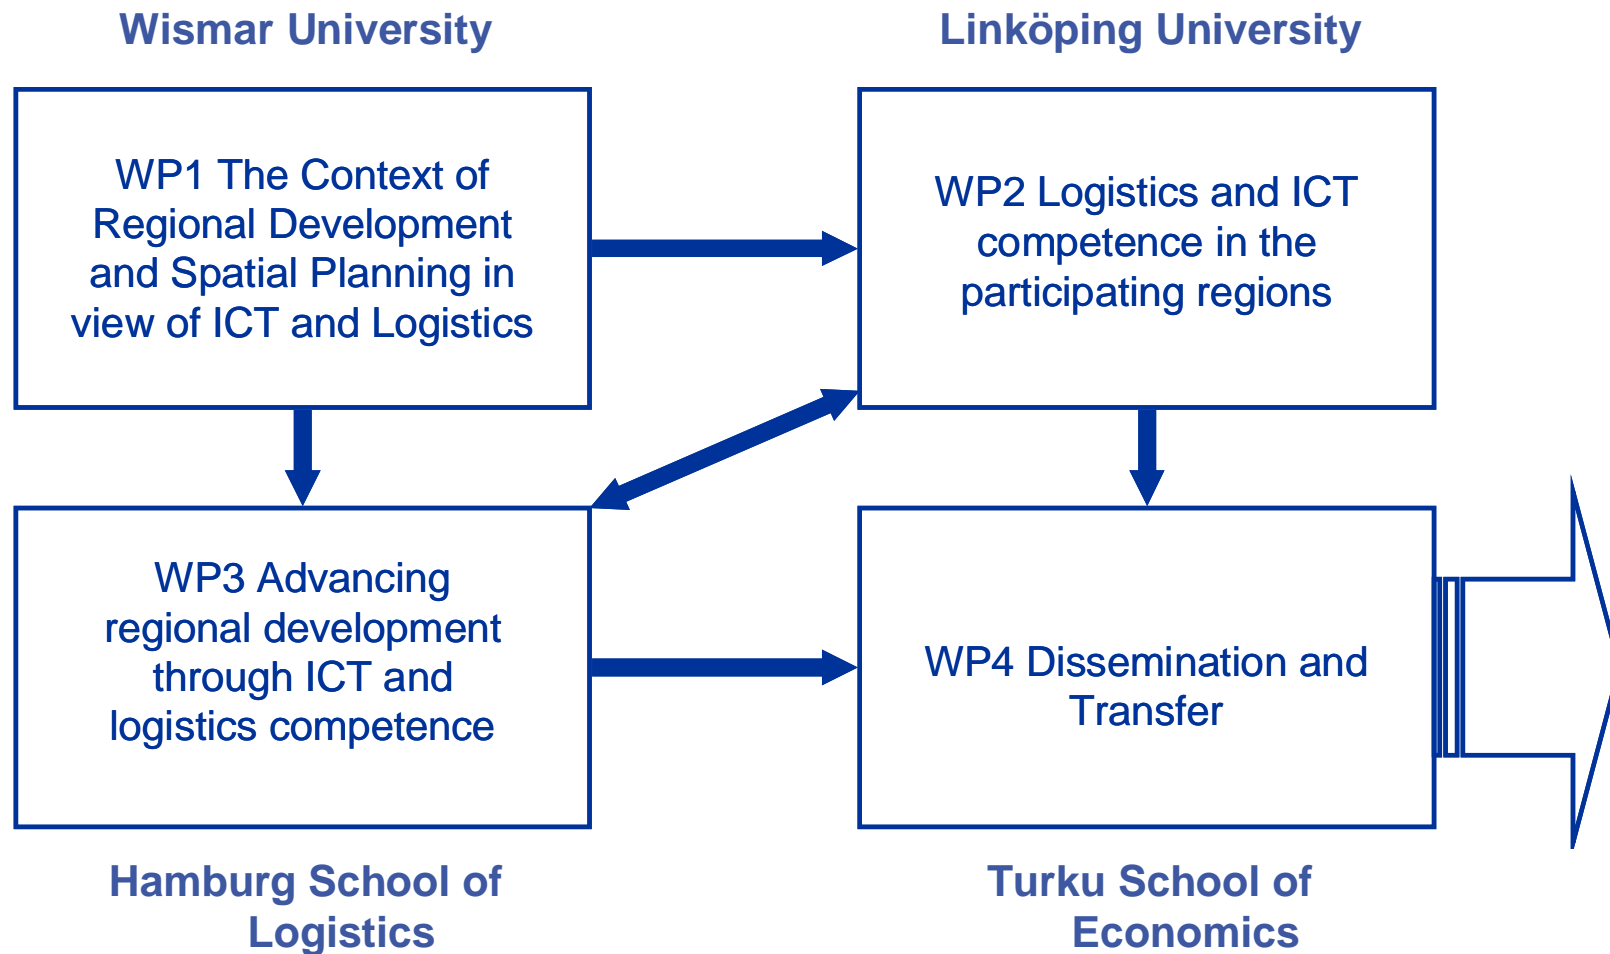 Wismar University
Linköping University
WP1 The Context of
Regional Development
and Spatial Planning in
view of ICT and Logistics
WP2 Logistics and ICT
competence in the
participating regions
WP3 Advancing
regional development
through ICT and
logistics competence
WP4 Dissemination and
Transfer
Hamburg School of
Logistics
Turku School of
Economics